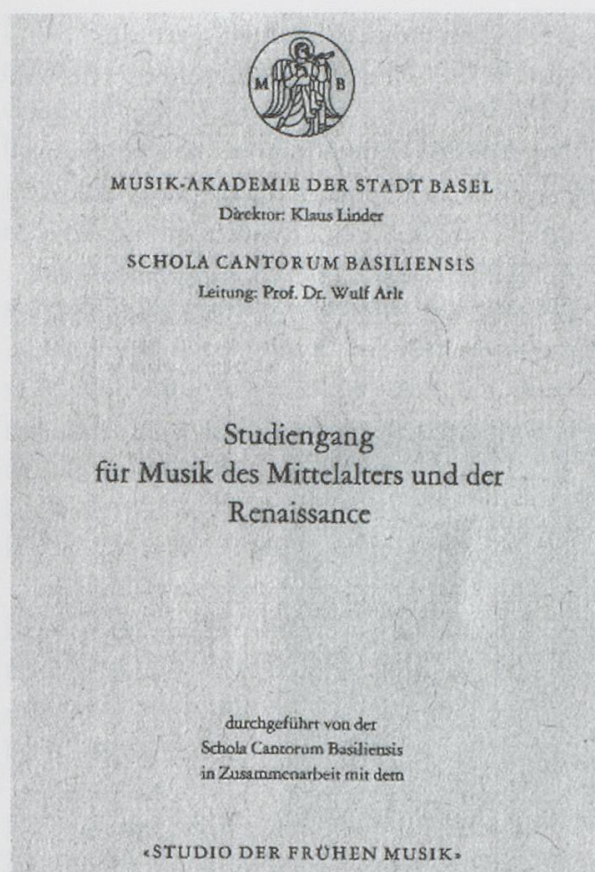 M B
MUSIK-AKADEMIE DER STADT BASEL
Direktor: Klaus Linder
SCHOLA CANTORUM BASILIENSIS
Leitung: Prof. Dr. Wulf Arlt
Studiengang
für Musik des Mittelalters und der
Renaissance
durchgeführt von der
Schola Cantorum Basiliensis
in Zusammenarbeit mit dem
«STUDIO DER FRÜHEN MUSIK»